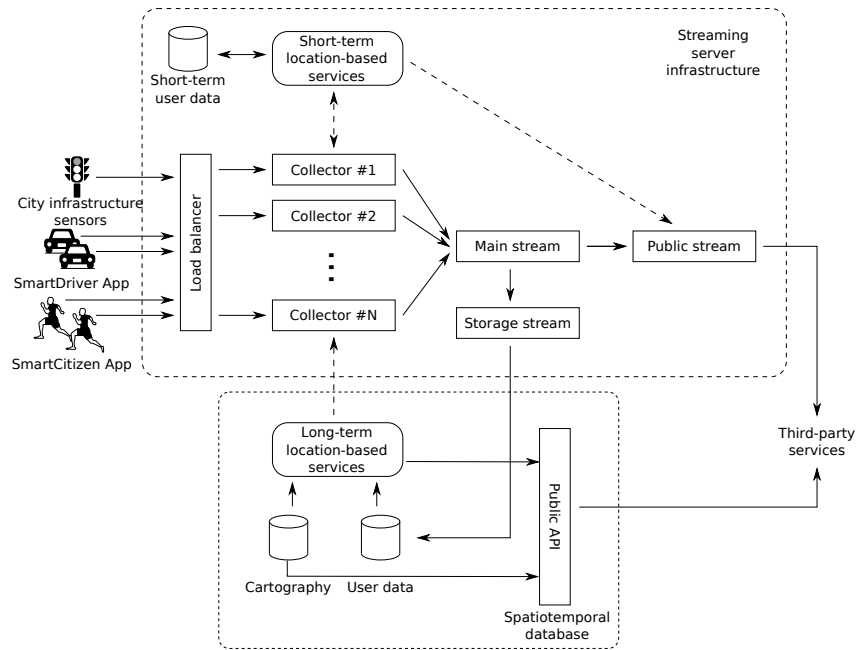 Streaming
server
infrastructure
Short-term
location-based
services
Short-term
user data
City infrastructure
sensors
SmartDriver App
SmartCitizen App
Load balancer
Collector #1
Collector #2
Collector #N
Main stream
Public stream
Storage stream
Third-party
services
Long-term
location-based
services
Public API
Cartography
User data
Spatiotemporal
database